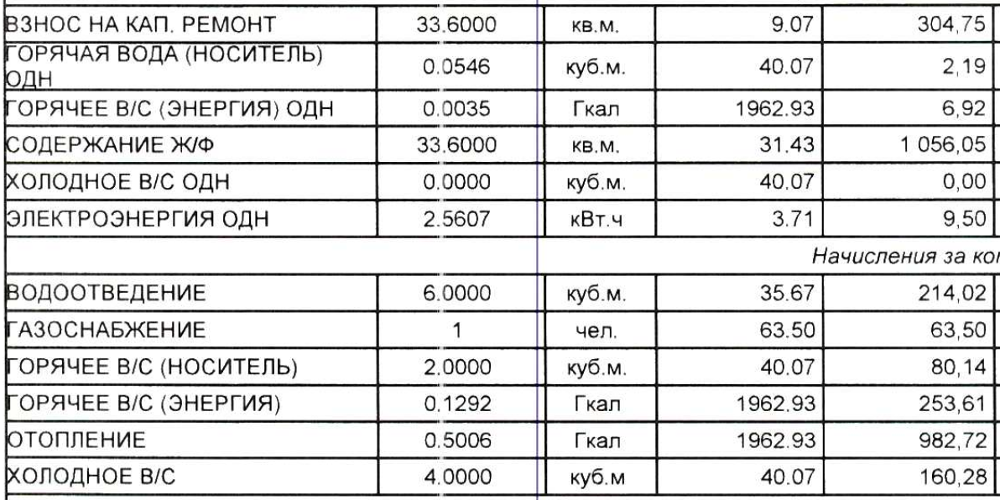 ВЗНОС НА КАП. РЕМОНТ 33.6000 кв.м. 9.07 304,75
ГОРЯЧАЯ ВОДА (НОСИТЕЛЬ)
ОДН 0.0546 куб.м. 40.07 2,19
ГОРЯЧЕЕ В/С (ЭНЕРГИЯ) ОДН 0.0035 Гкал 1962.93 6,92
СОДЕРЖАНИЕ Ж/Ф 33.6000 кв.м. 31.43 1 056,05
ХОЛОДНОЕ В/С ОДН 0.0000 куб.м. 40.07 0,00
ЭЛЕКТРОЭНЕРГИЯ ОДН 2.5607 кВт.ч 3.71 9,50
Начисления за ко
ВОДООТВЕДЕНИЕ 6.0000 куб.м. 35.67 214,02
ГАЗОСНАБЖЕНИЕ 1 чел. 63.50 63,50
ГОРЯЧЕЕ В/С (НОСИТЕЛЬ) 2.0000 куб.м. 40.07 80,14
ГОРЯЧЕЕ В/С (ЭНЕРГИЯ) 0.1292 Гкал 1962.93 253,61
ОТОПЛЕНИЕ 0.5006 Гкал 1962.93 982,72
ХОЛОДНОЕ В/С 4.0000 куб.м 40.07 160,28